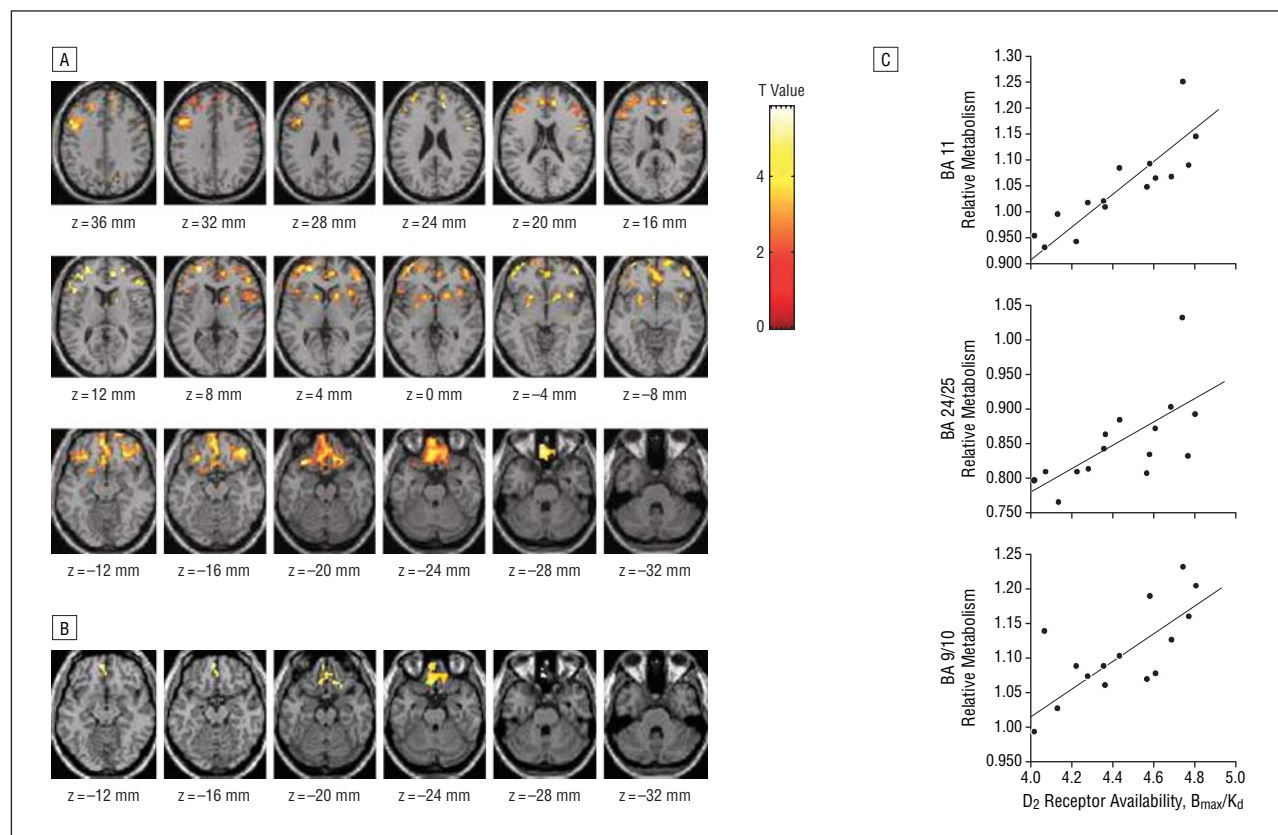 A
z = 36 mm z = 32 mm z = 28 mm z = 24 mm z = 20 mm z = 16 mm
z = 12 mm z = 8 mm z = 4 mm z = 0 mm z = –4 mm z = –8 mm
z = –12 mm z = –16 mm z = –20 mm z = –24 mm z = –28 mm z = –32 mm
T Value
4
2
0
B
z = –12 mm z = –16 mm z = –20 mm z = –24 mm z = –28 mm z = –32 mm
C
BA 11
Relative Metabolism
1.30
1.25
1.20
1.15
1.10
1.05
1.00
0.950
0.900
BA 24/25
Relative Metabolism
1.05
1.00
0.950
0.900
0.850
0.800
0.750
BA 9/10
Relative Metabolism
1.25
1.20
1.15
1.10
1.05
1.00
0.950
4.0 4.2 4.4 4.6 4.8 5.0
D₂ Receptor Availability, Bmax/Kd